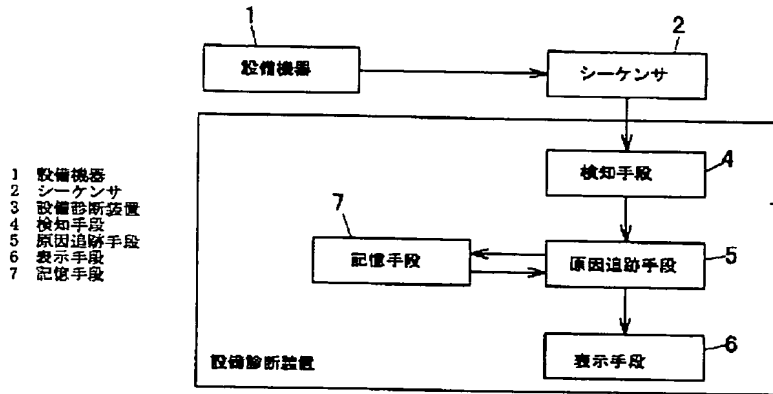 1
2
設備機器
シーケンサ
検知手段
4
1 設備機器
2 シーケンサ
3 設備診断装置
4 検知手段
5 原因追跡手段
6 表示手段
7 記憶手段
7
記憶手段
原因追跡手段
5
設備診断装置
表示手段
6